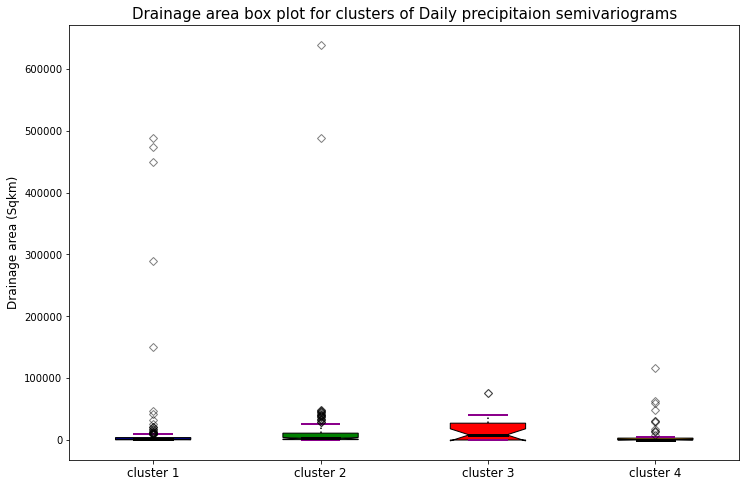 Drainage area box plot for clusters of Daily precipitaion semivariograms
Drainage area (Sqkm)
600000
500000
400000
300000
200000
100000
0
cluster 1
cluster 2
cluster 3
cluster 4